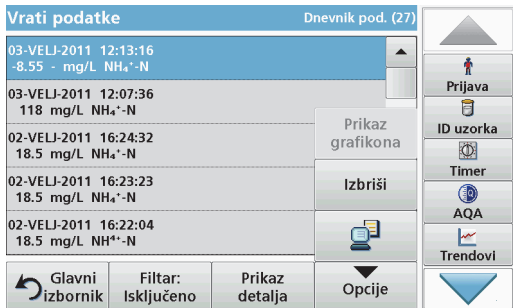 Vrati podatke
Dnevnik pod. (27)
03-VELJ-2011 12:13:16
-8.55 - mg/L NH₄⁺-N
03-VELJ-2011 12:07:36
118 mg/L NH₄⁺-N
02-VELJ-2011 16:24:32
18.5 mg/L NH₄⁺-N
02-VELJ-2011 16:23:23
18.5 mg/L NH₄⁺-N
02-VELJ-2011 16:22:04
18.5 mg/L NH⁴⁺-N
Prikaz
grafikona
Izbriši
Glavni
izbornik
Filtar:
Isključeno
Prikaz
detalja
Opcije
Prijava
ID uzorka
Timer
AQA
Trendovi